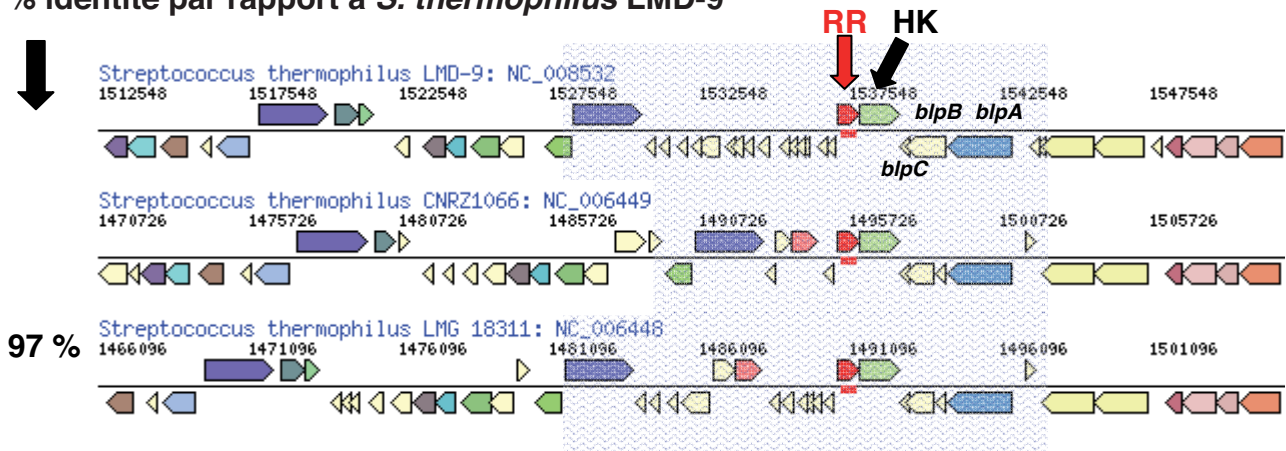 % identité par rapport à S. thermophilus LMD-9
RR HK
Streptococcus thermophilus LMD-9: NC_008532
1512548 1517548 1522548 1527548 1532548 1537548 1542548 1547548
blpB blpA
blpC
Streptococcus thermophilus CNRZ1066: NC_006449
1470726 1475726 1480726 1485726 1490726 1495726 1500726 1505726
97 %
Streptococcus thermophilus LMG 18311: NC_006448
1466096 1471096 1476096 1481096 1486096 1491096 1496096 1501096